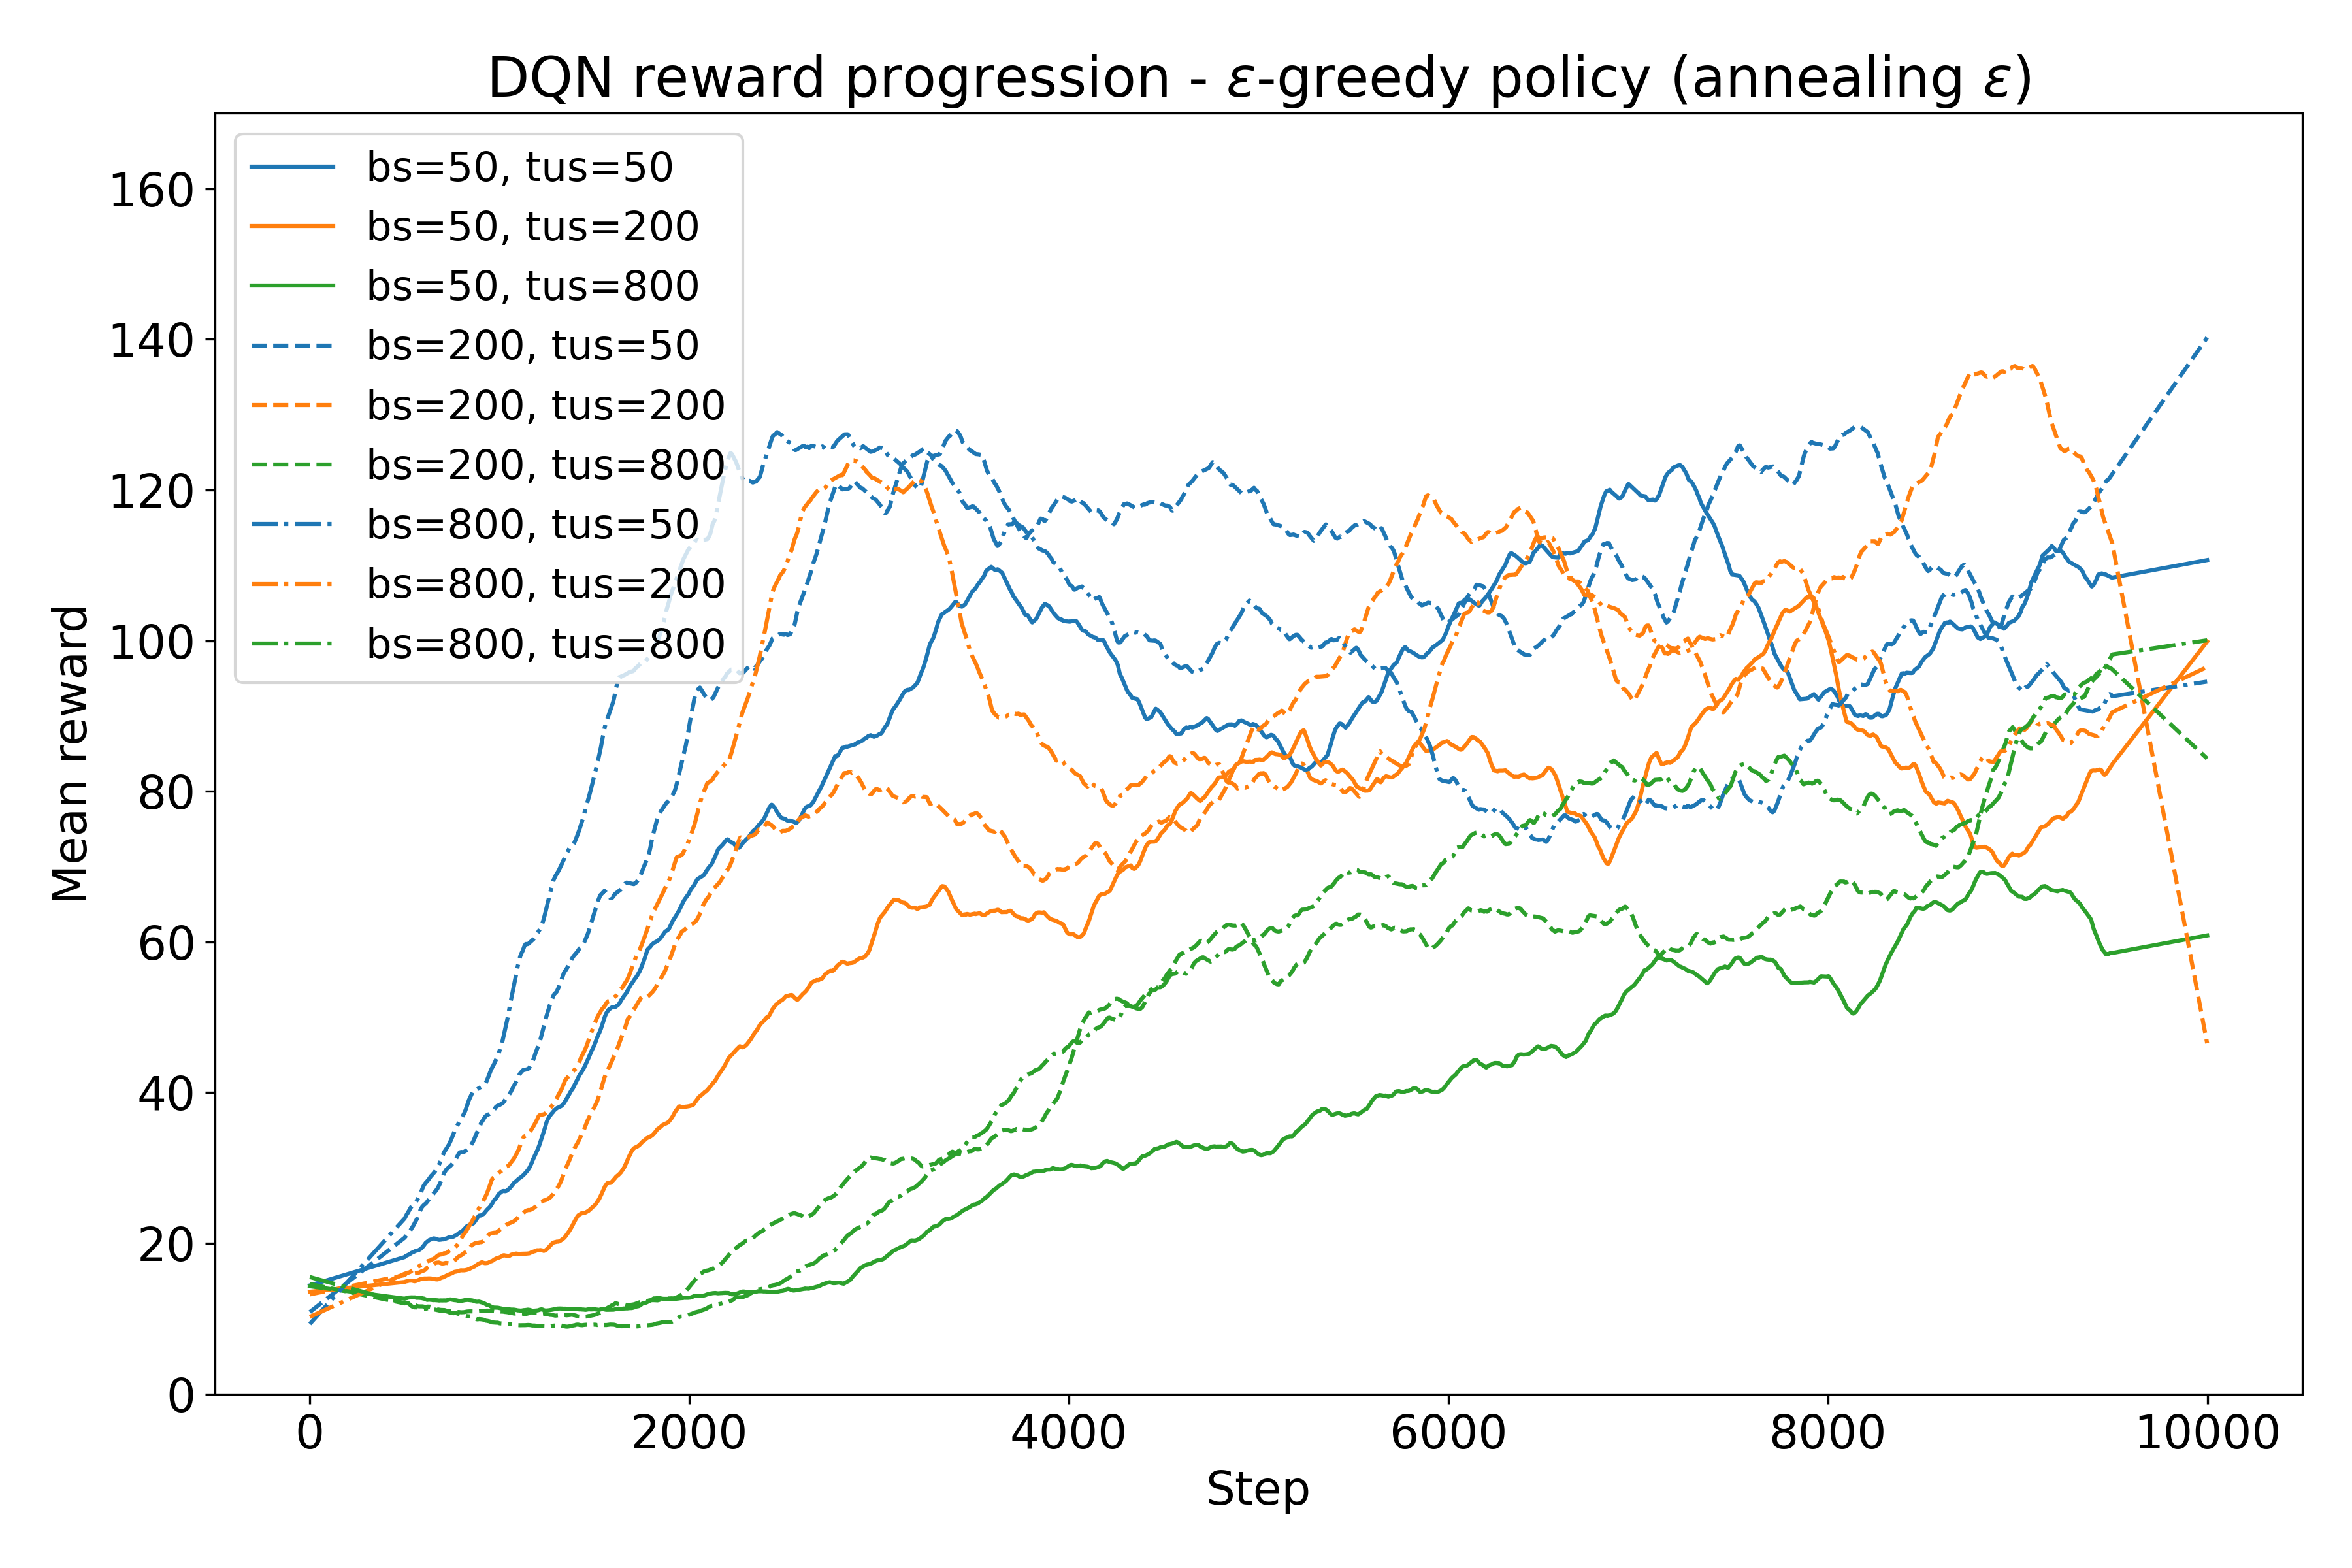 DQN reward progression - ε-greedy policy (annealing ε)
Mean reward
160
140
120
100
80
60
40
20
0
bs=50, tus=50
bs=50, tus=200
bs=50, tus=800
bs=200, tus=50
bs=200, tus=200
bs=200, tus=800
bs=800, tus=50
bs=800, tus=200
bs=800, tus=800
0 2000 4000 6000 8000 10000
Step